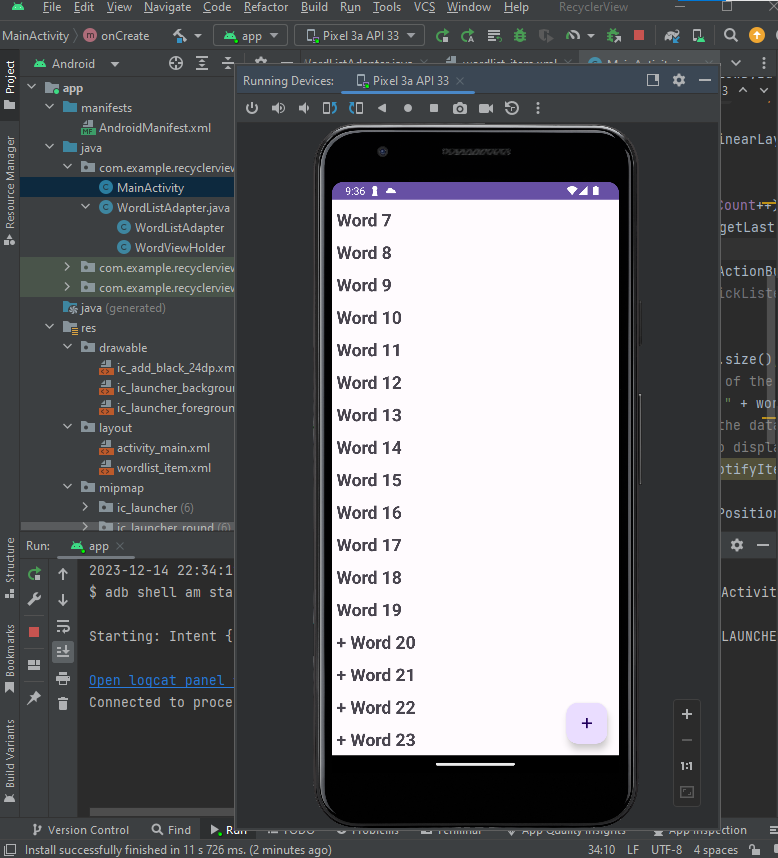 File Edit View Navigate Code Refactor Build Run Tools VCS Window Help RecyclerView
MainActivity onCreate app Pixel 3a API 33
Android
Project
Resource Manager
Structure
Bookmarks
Build Variants
app
manifests
AndroidManifest.xml
java
com.example.recyclerview
MainActivity
WordListAdapter.java
WordListAdapter
WordViewHolder
com.example.recyclerview
com.example.recyclerview
java (generated)
res
drawable
ic_add_black_24dp.xm
ic_launcher_backgroun
ic_launcher_foregroun
layout
activity_main.xml
wordlist_item.xml
mipmap
ic_launcher (6)
ic_launcher_round (6)
Running Devices: Pixel 3a API 33
9:36
Word 7
Word 8
Word 9
Word 10
Word 11
Word 12
Word 13
Word 14
Word 15
Word 16
Word 17
Word 18
Word 19
+ Word 20
+ Word 21
+ Word 22
+ Word 23
+
1:1
3
inearLay
Count++)
getLast
ActionBu
ickListe
.size()
of the
" + wor
the data
displa
otifyIte
Position
Activit
LAUNCHE
Run: app
2023-12-14 22:34:1
$ adb shell am sta
Starting: Intent {
Open logcat panel
Connected to proce
Version Control Find Run TODO Problems Terminal App Quality Insights App Inspection
Install successfully finished in 11 s 726 ms. (2 minutes ago) 34:10 LF UTF-8 4 spaces